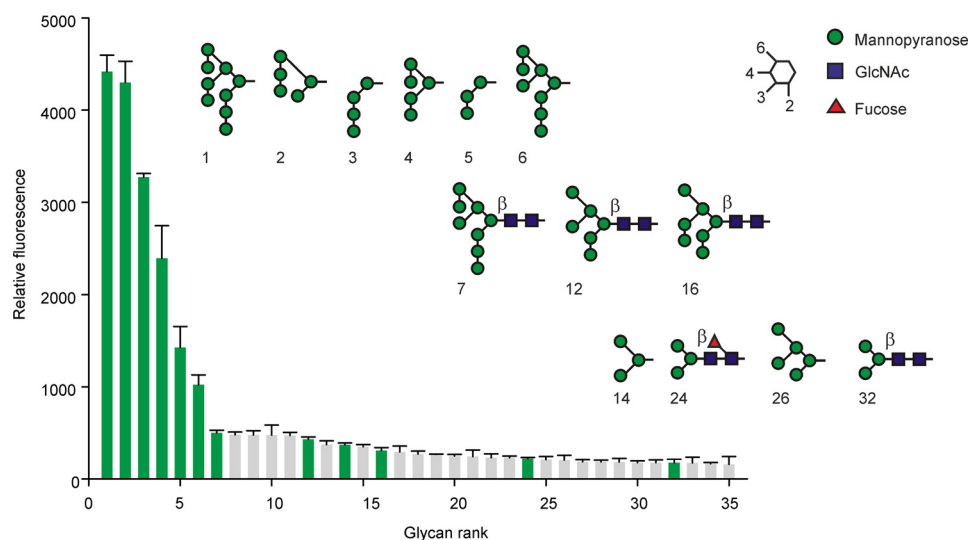 5000
4000
3000
2000
1000
0
Relative fluorescence
0 5 10 15 20 25 30 35
Glycan rank
1 2 3 4 5 6
β β β
7 12 16
β β
14 24 26 32
6
4
3
2
Mannopyranose
GlcNAc
Fucose